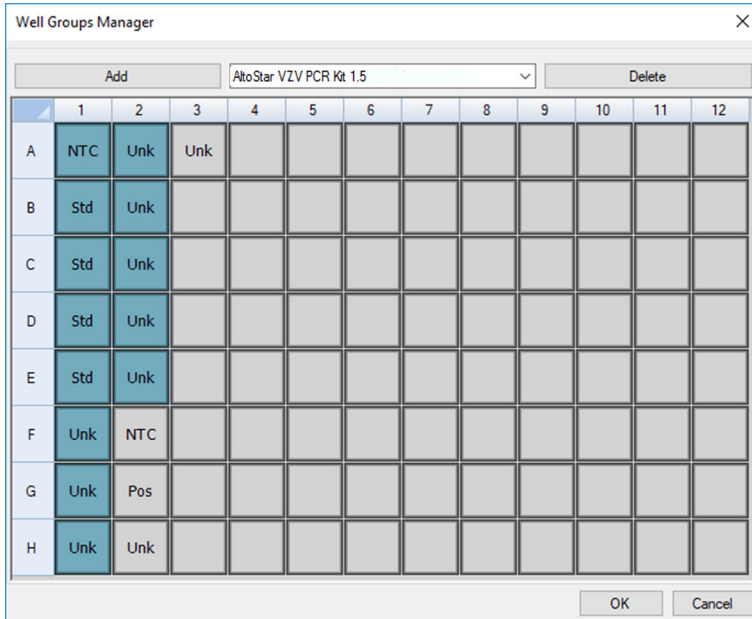 Well Groups Manager
Add AltoStar VZV PCR Kit 1.5 Delete
1 2 3 4 5 6 7 8 9 10 11 12
A NTC Unk Unk
B Std Unk
C Std Unk
D Std Unk
E Std Unk
F Unk NTC
G Unk Pos
H Unk Unk
OK Cancel